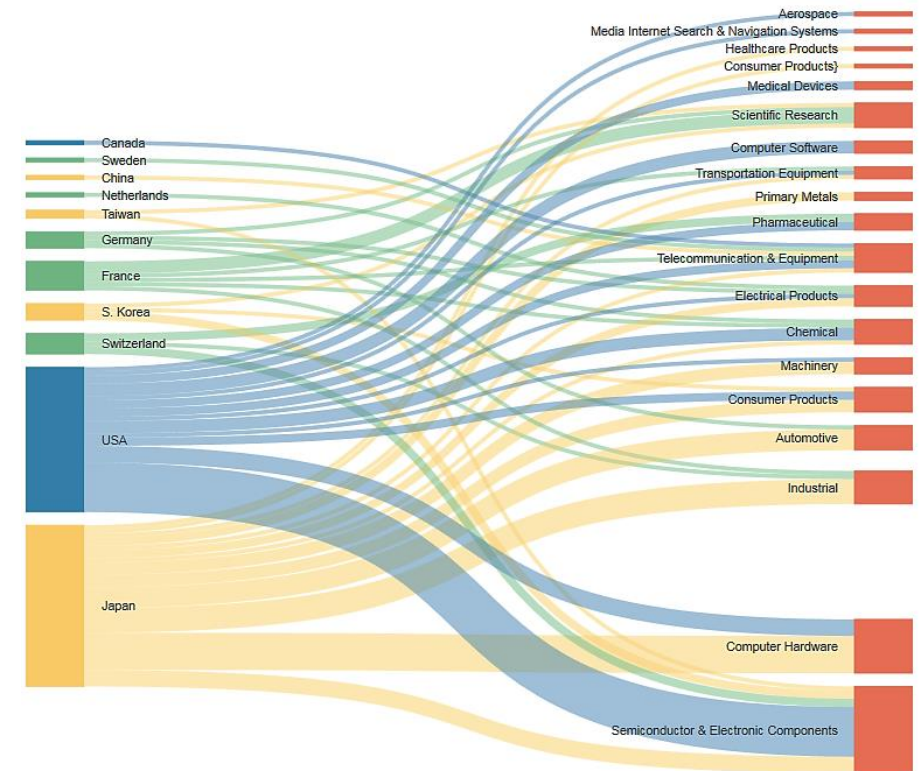 Aerospace
Media Internet Search & Navigation Systems
Healthcare Products
Consumer Products}
Medical Devices
Scientific Research
Computer Software
Transportation Equipment
Primary Metals
Pharmaceutical
Telecommunication & Equipment
Electrical Products
Chemical
Machinery
Consumer Products
Automotive
Industrial
Computer Hardware
Semiconductor & Electronic Components
Canada
Sweden
China
Netherlands
Taiwan
Germany
France
S. Korea
Switzerland
USA
Japan